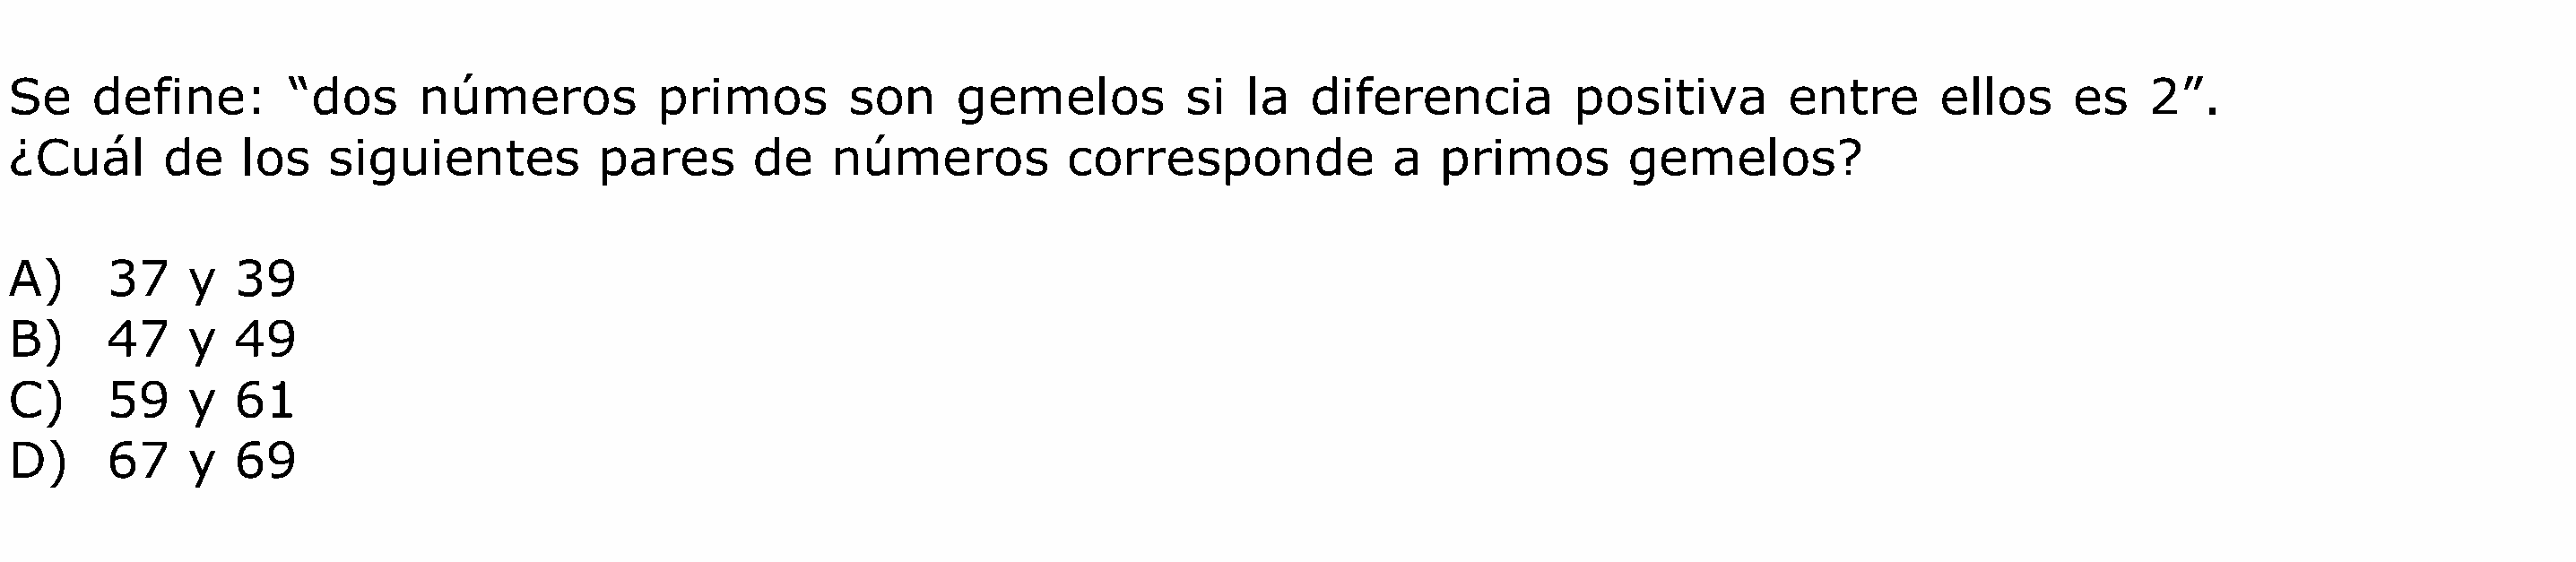 Se define: “dos números primos son gemelos si la diferencia positiva entre ellos es 2”.
¿Cuál de los siguientes pares de números corresponde a primos gemelos?
A) 37 y 39
B) 47 y 49
C) 59 y 61
D) 67 y 69